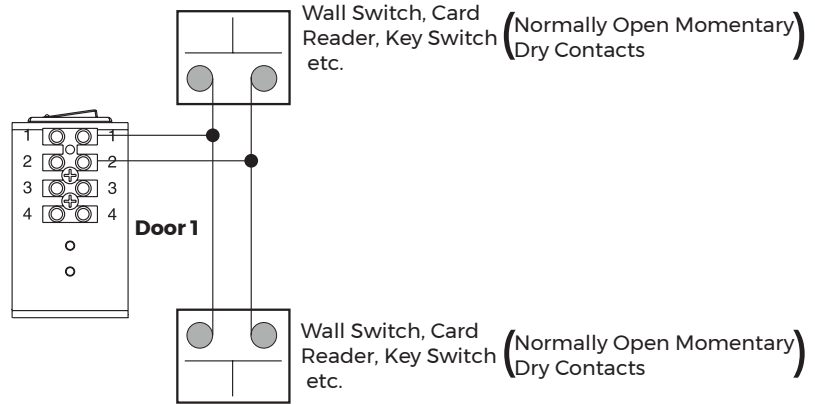 Wall Switch, Card
Reader, Key Switch
etc.
(Normally Open Momentary
Dry Contacts)
1 1
2 2
3 3
4 4
Door 1
Wall Switch, Card
Reader, Key Switch
etc.
(Normally Open Momentary
Dry Contacts)